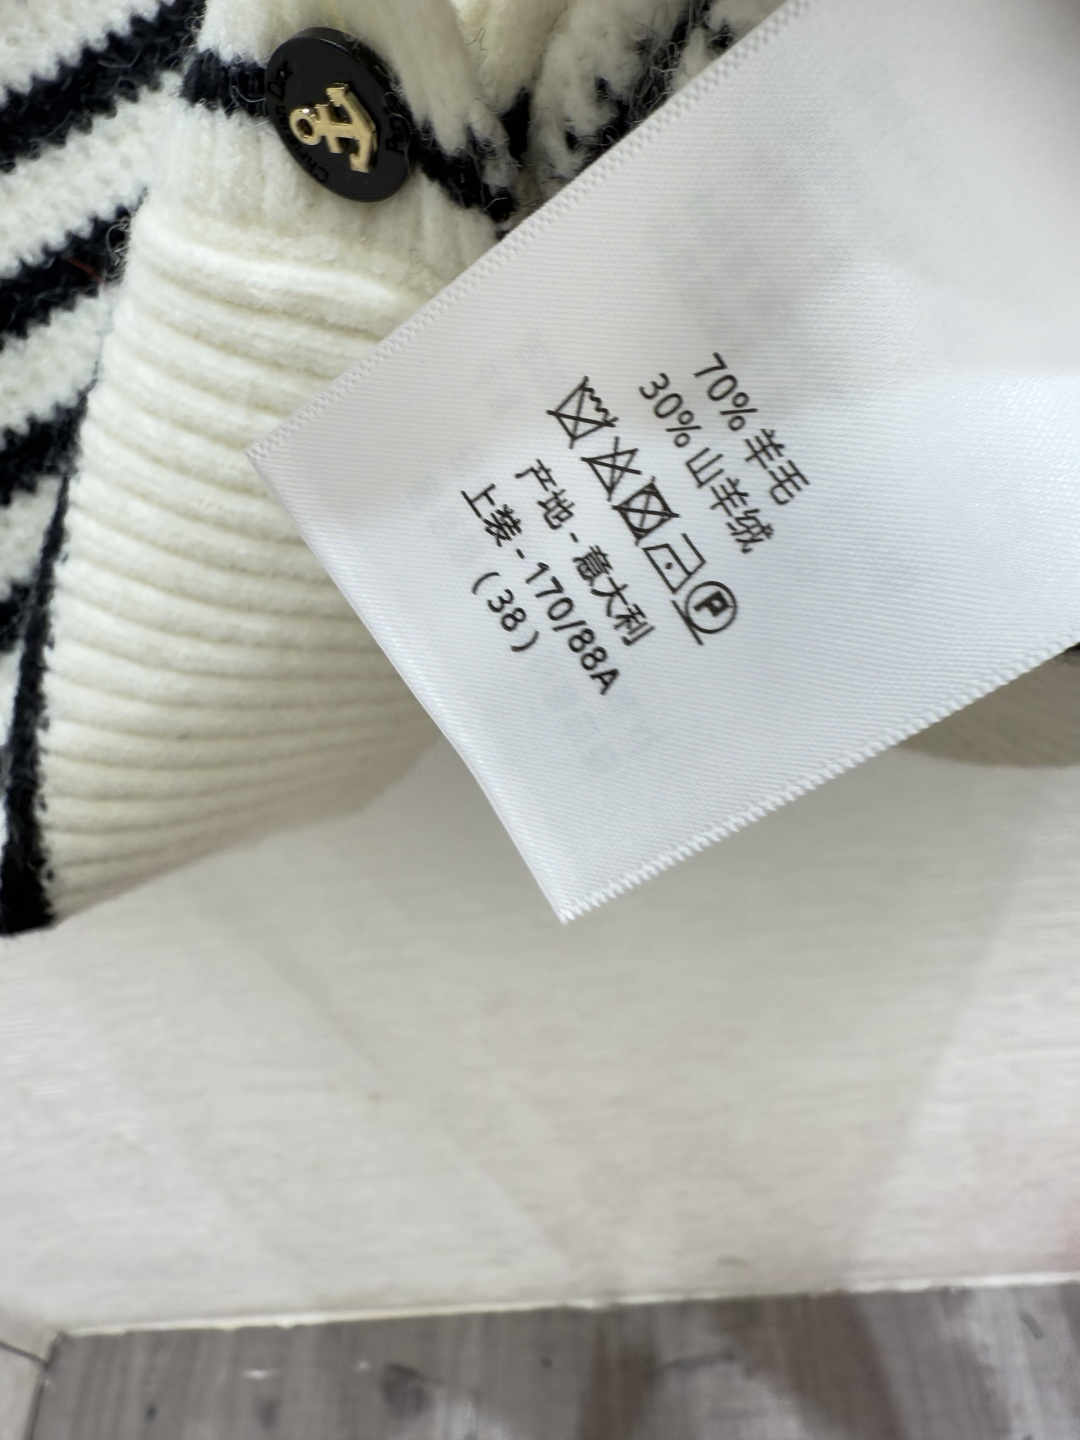 70% 羊毛
30% 山羊绒
P
产地 - 意大利
上装 - 170/88A
(38)